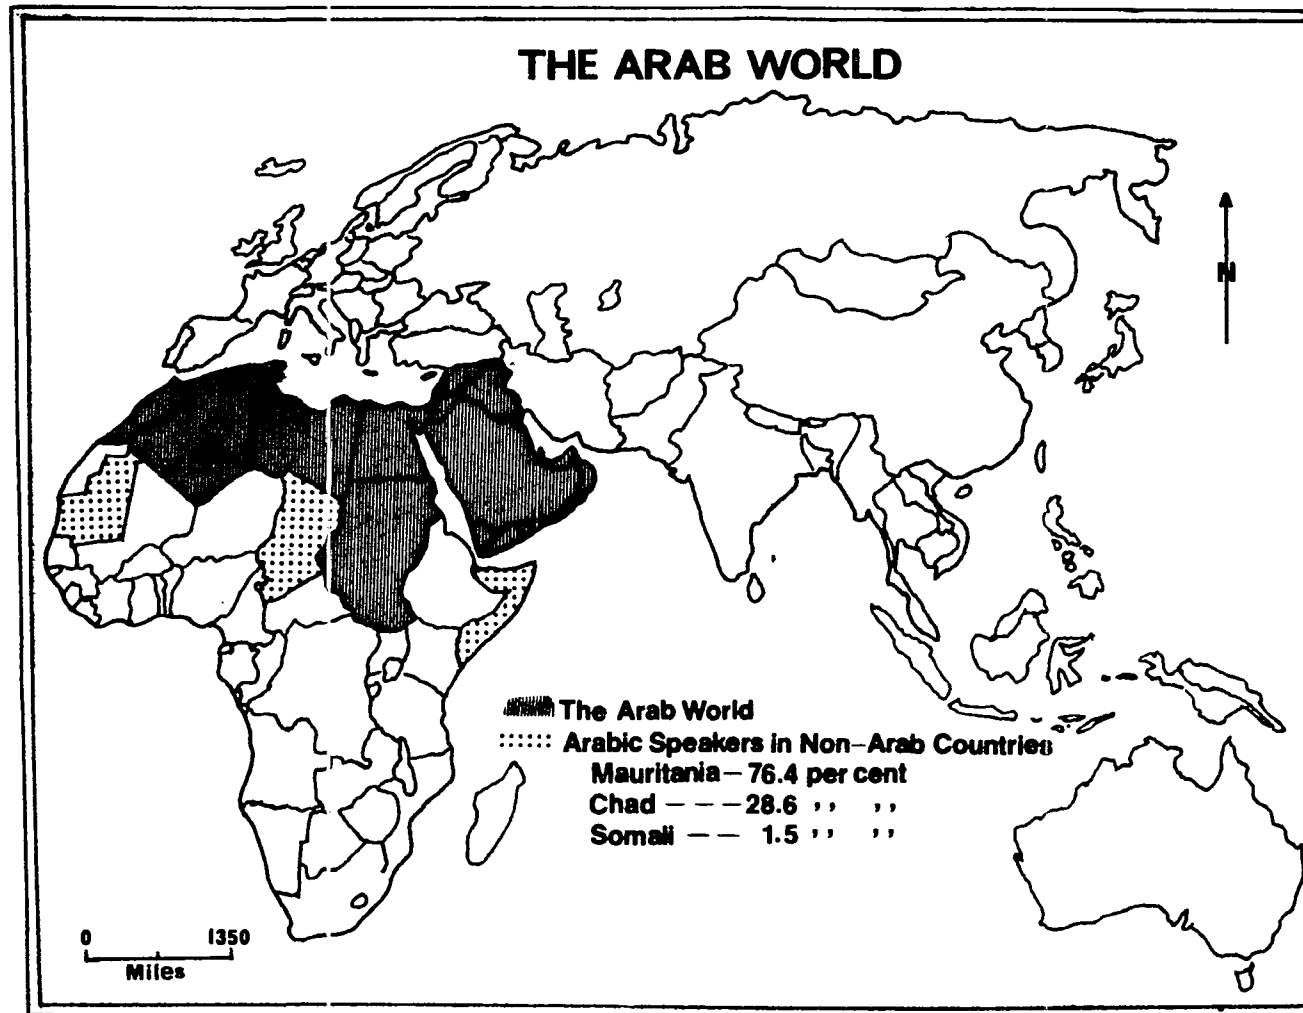 THE ARAB WORLD
N
The Arab World
Arabic Speakers in Non-Arab Countries
Mauritania - 76.4 per cent
Chad - - - 28.6 ,, ,,
Somali - - 1.5 ,, ,,
0 1350
Miles